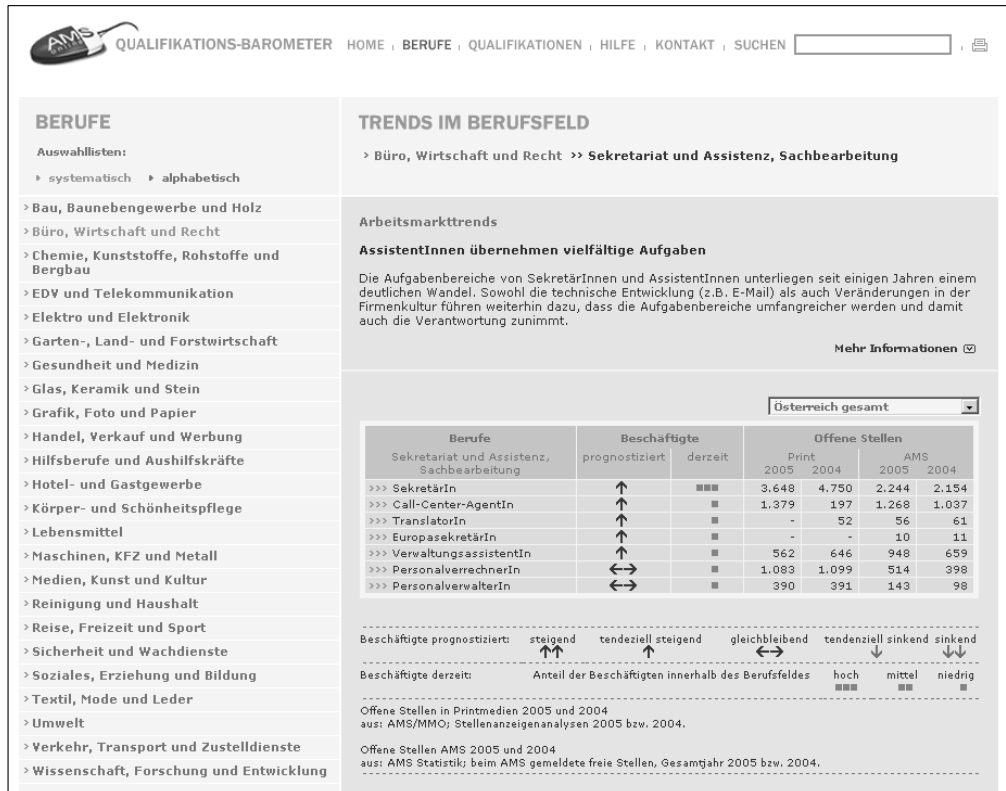 AMS online
QUALIFIKATIONS-BAROMETER HOME BERUFE QUALIFIKATIONEN HILFE KONTAKT SUCHEN
BERUFE
Auswahllisten:
systematisch alphabetisch
> Bau, Baunebengewerbe und Holz
> Büro, Wirtschaft und Recht
> Chemie, Kunststoffe, Rohstoffe und
Bergbau
> EDV und Telekommunikation
> Elektro und Elektronik
> Garten-, Land- und Forstwirtschaft
> Gesundheit und Medizin
> Glas, Keramik und Stein
> Grafik, Foto und Papier
> Handel, Verkauf und Werbung
> Hilfsberufe und Aushilfskräfte
> Hotel- und Gastgewerbe
> Körper- und Schönheitspflege
> Lebensmittel
> Maschinen, KFZ und Metall
> Medien, Kunst und Kultur
> Reinigung und Haushalt
> Reise, Freizeit und Sport
> Sicherheit und Wachdienste
> Soziales, Erziehung und Bildung
> Textil, Mode und Leder
> Umwelt
> Verkehr, Transport und Zustelldienste
> Wissenschaft, Forschung und Entwicklung
TRENDS IM BERUFSFELD
> Büro, Wirtschaft und Recht >> Sekretariat und Assistenz, Sachbearbeitung
Arbeitsmarkttrends
AssistentInnen übernehmen vielfältige Aufgaben
Die Aufgabenbereiche von SekretärInnen und AssistentInnen unterliegen seit einigen Jahren einem
deutlichen Wandel. Sowohl die technische Entwicklung (z.B. E-Mail) als auch Veränderungen in der
Firmenkultur führen weiterhin dazu, dass die Aufgabenbereiche umfangreicher werden und damit
auch die Verantwortung zunimmt.
Mehr Informationen
Österreich gesamt
Berufe Beschäftigte Offene Stellen
Sekretariat und Assistenz, prognostiziert derzeit Print AMS
Sachbearbeitung 2005 2004 2005 2004
>>> SekretärIn ↑ ■■■ 3.648 4.750 2.244 2.154
>>> Call-Center-AgentIn ↑ ■ 1.379 197 1.268 1.037
>>> TranslatorIn ↑ ■ - 52 56 61
>>> EuropasekretärIn ↑ ■ - - 10 11
>>> VerwaltungsassistentIn ↑ ■ 562 646 948 659
>>> PersonalverrechnerIn ↔ ■ 1.083 1.099 514 398
>>> PersonalverwalterIn ↔ ■ 390 391 143 98
Beschäftigte prognostiziert: steigend tendeziell steigend gleichbleibend tendenziell sinkend sinkend
↑↑ ↑ ↔ ↓ ↓↓
Beschäftigte derzeit: Anteil der Beschäftigten innerhalb des Berufsfeldes hoch mittel niedrig
■■■ ■■ ■
Offene Stellen in Printmedien 2005 und 2004
aus: AMS/MMO; Stellenanzeigenanalysen 2005 bzw. 2004.
Offene Stellen AMS 2005 und 2004
aus: AMS Statistik; beim AMS gemeldete freie Stellen, Gesamtjahr 2005 bzw. 2004.